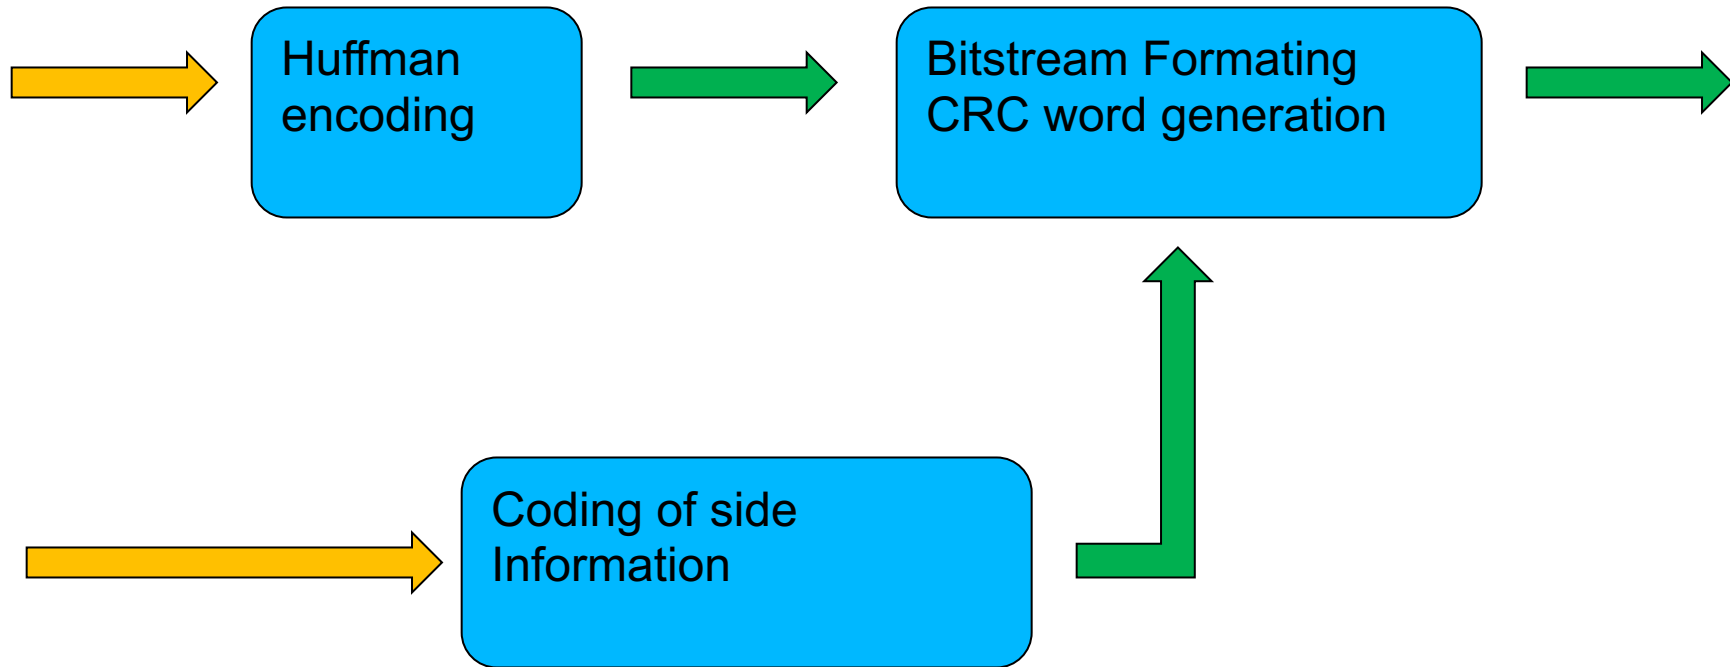 Huffman
encoding
Bitstream Formating
CRC word generation
Coding of side
Information